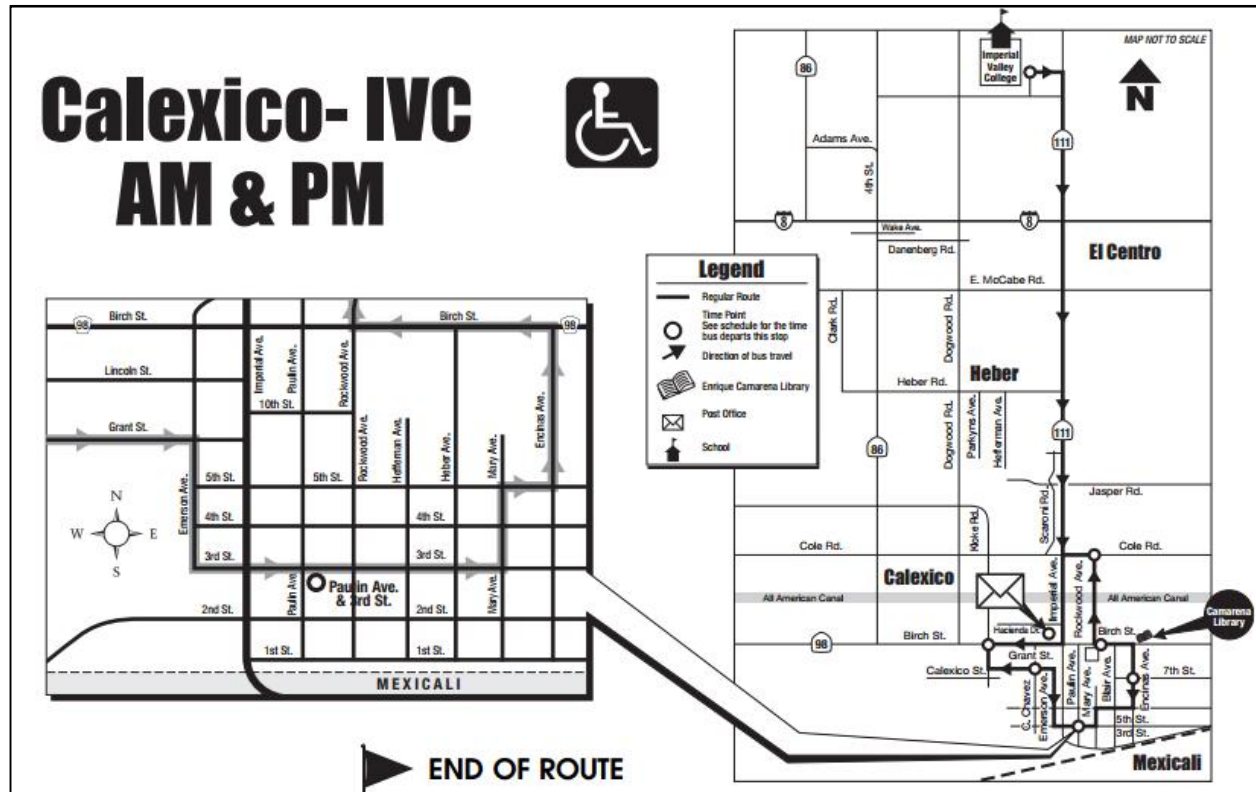 Calexico- IVC
AM & PM
98
Birch St.
Birch St.
98
Lincoln St.
Imperial Ave.
Paulin Ave.
Rockwood Ave.
10th St.
Grant St.
Emerson Ave.
Rockwood Ave.
Heffernan Ave.
Heber Ave.
Mary Ave.
Encinas Ave.
5th St.
5th St.
4th St.
4th St.
3rd St.
3rd St.
N
W
E
S
Paulin Ave.
Paulin Ave.
& 3rd St.
Mary Ave.
2nd St.
2nd St.
1st St.
1st St.
MEXICALI
END OF ROUTE
Legend
Regular Route
Time Point
See schedule for the time
bus departs this stop
Direction of bus travel
Enrique Camarena Library
Post Office
School
MAP NOT TO SCALE
N
Imperial
Valley
College
86
Adams Ave.
4th St.
111
8
8
Wake Ave.
Danenberg Rd.
El Centro
E. McCabe Rd.
Clark Rd.
Dogwood Rd.
Heber
Heber Rd.
Dogwood Rd.
Parkyns Ave.
Heffernan Ave.
111
86
Jasper Rd.
Scaroni Rd.
Kloke Rd.
Cole Rd.
Cole Rd.
Calexico
Imperial Ave.
Rockwood Ave.
All American Canal
All American Canal
Camarena
Library
Hacienda Dr.
Birch St.
98
Birch St.
Grant St.
Calexico St.
C. Chavez
Emerson Ave.
Paulin Ave.
Mary Ave.
Blair Ave.
Encinas Ave.
7th St.
5th St.
3rd St.
Mexicali